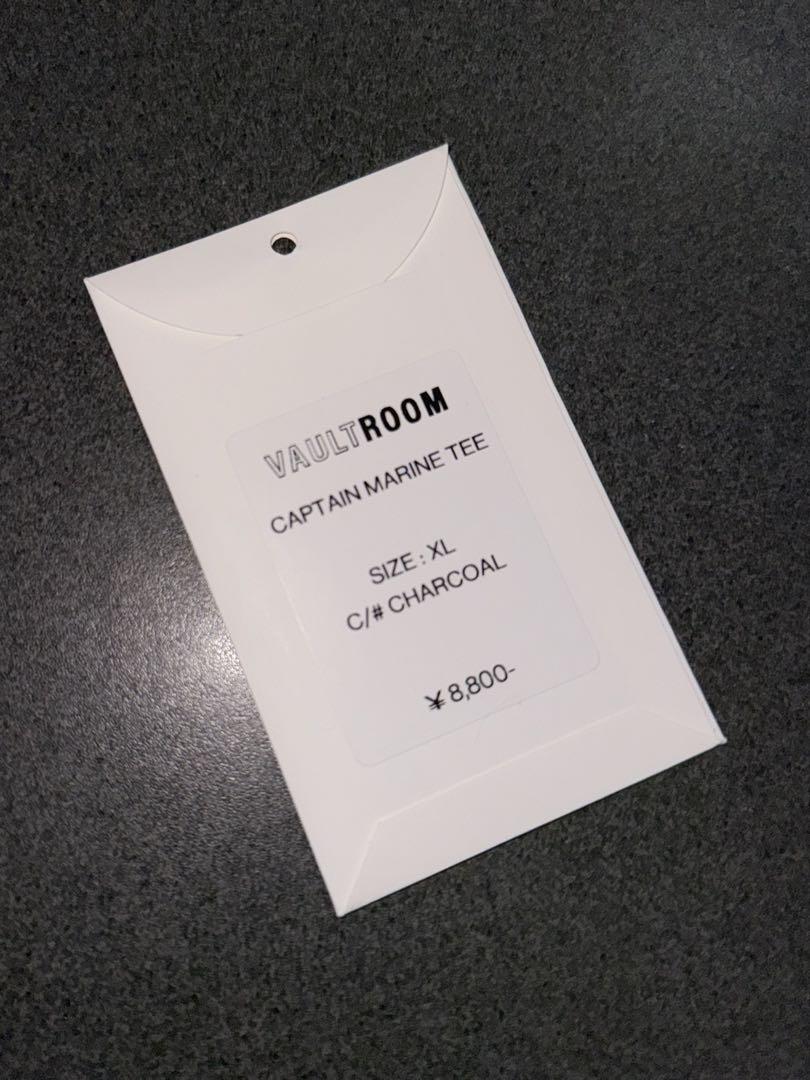 VAULTROOM
CAPTAIN MARINE TEE
SIZE : XL
C/# CHARCOAL
¥8,800-